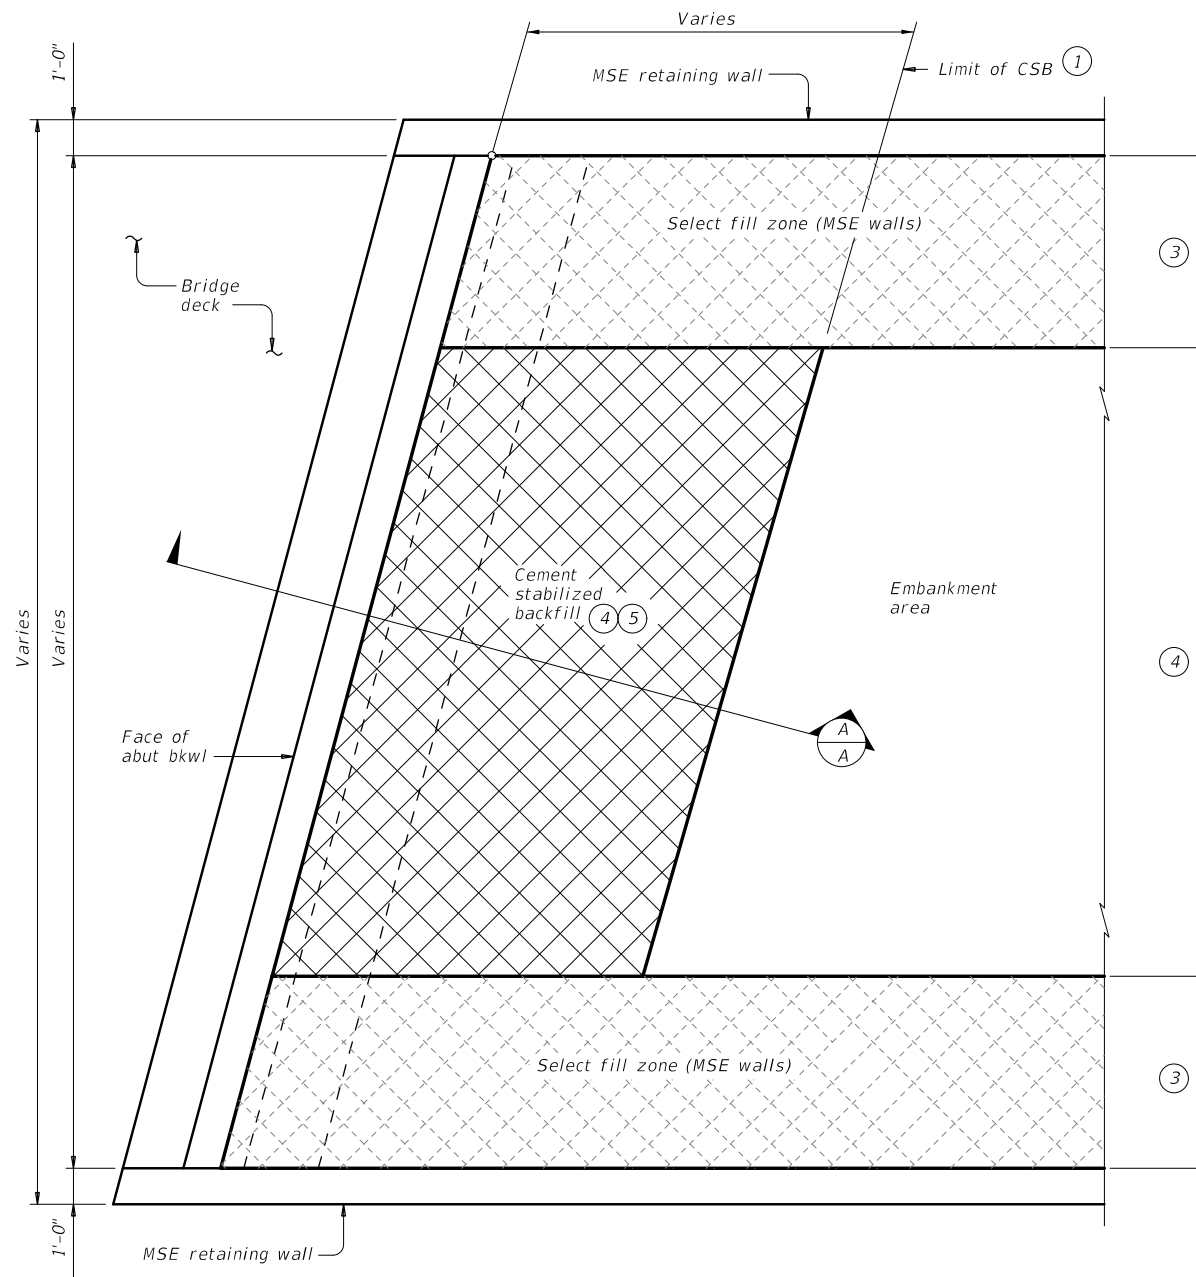 Varies
1'-0"
MSE retaining wall
Limit of CSB 1
Select fill zone (MSE walls)
3
Bridge
deck
Cement
stabilized
backfill 4 5
Embankment
area
Varies
Varies
4
Face of
abut bkwl
A
A
Select fill zone (MSE walls)
3
1'-0"
MSE retaining wall